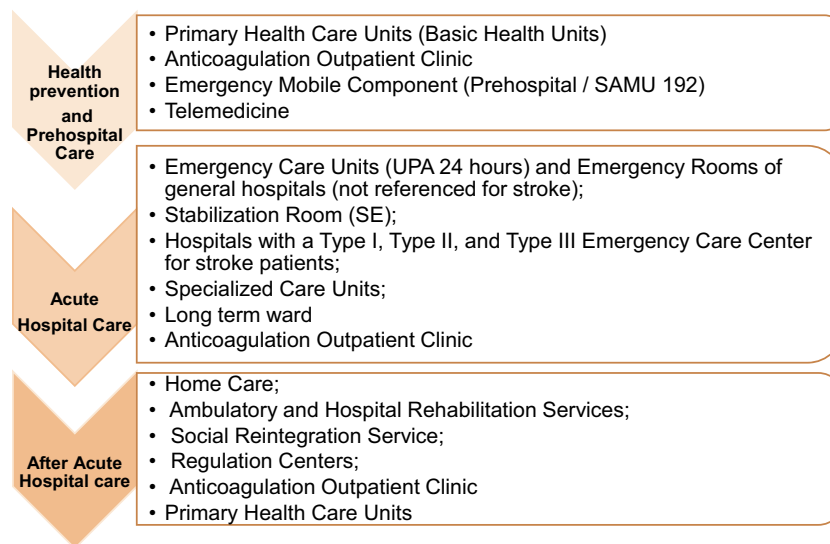 Health
prevention
and
Prehospital
Care
• Primary Health Care Units (Basic Health Units)
• Anticoagulation Outpatient Clinic
• Emergency Mobile Component (Prehospital / SAMU 192)
• Telemedicine
Acute
Hospital Care
• Emergency Care Units (UPA 24 hours) and Emergency Rooms of
general hospitals (not referenced for stroke);
• Stabilization Room (SE);
• Hospitals with a Type I, Type II, and Type III Emergency Care Center
for stroke patients;
• Specialized Care Units;
• Long term ward
• Anticoagulation Outpatient Clinic
After Acute
Hospital care
• Home Care;
• Ambulatory and Hospital Rehabilitation Services;
• Social Reintegration Service;
• Regulation Centers;
• Anticoagulation Outpatient Clinic
• Primary Health Care Units